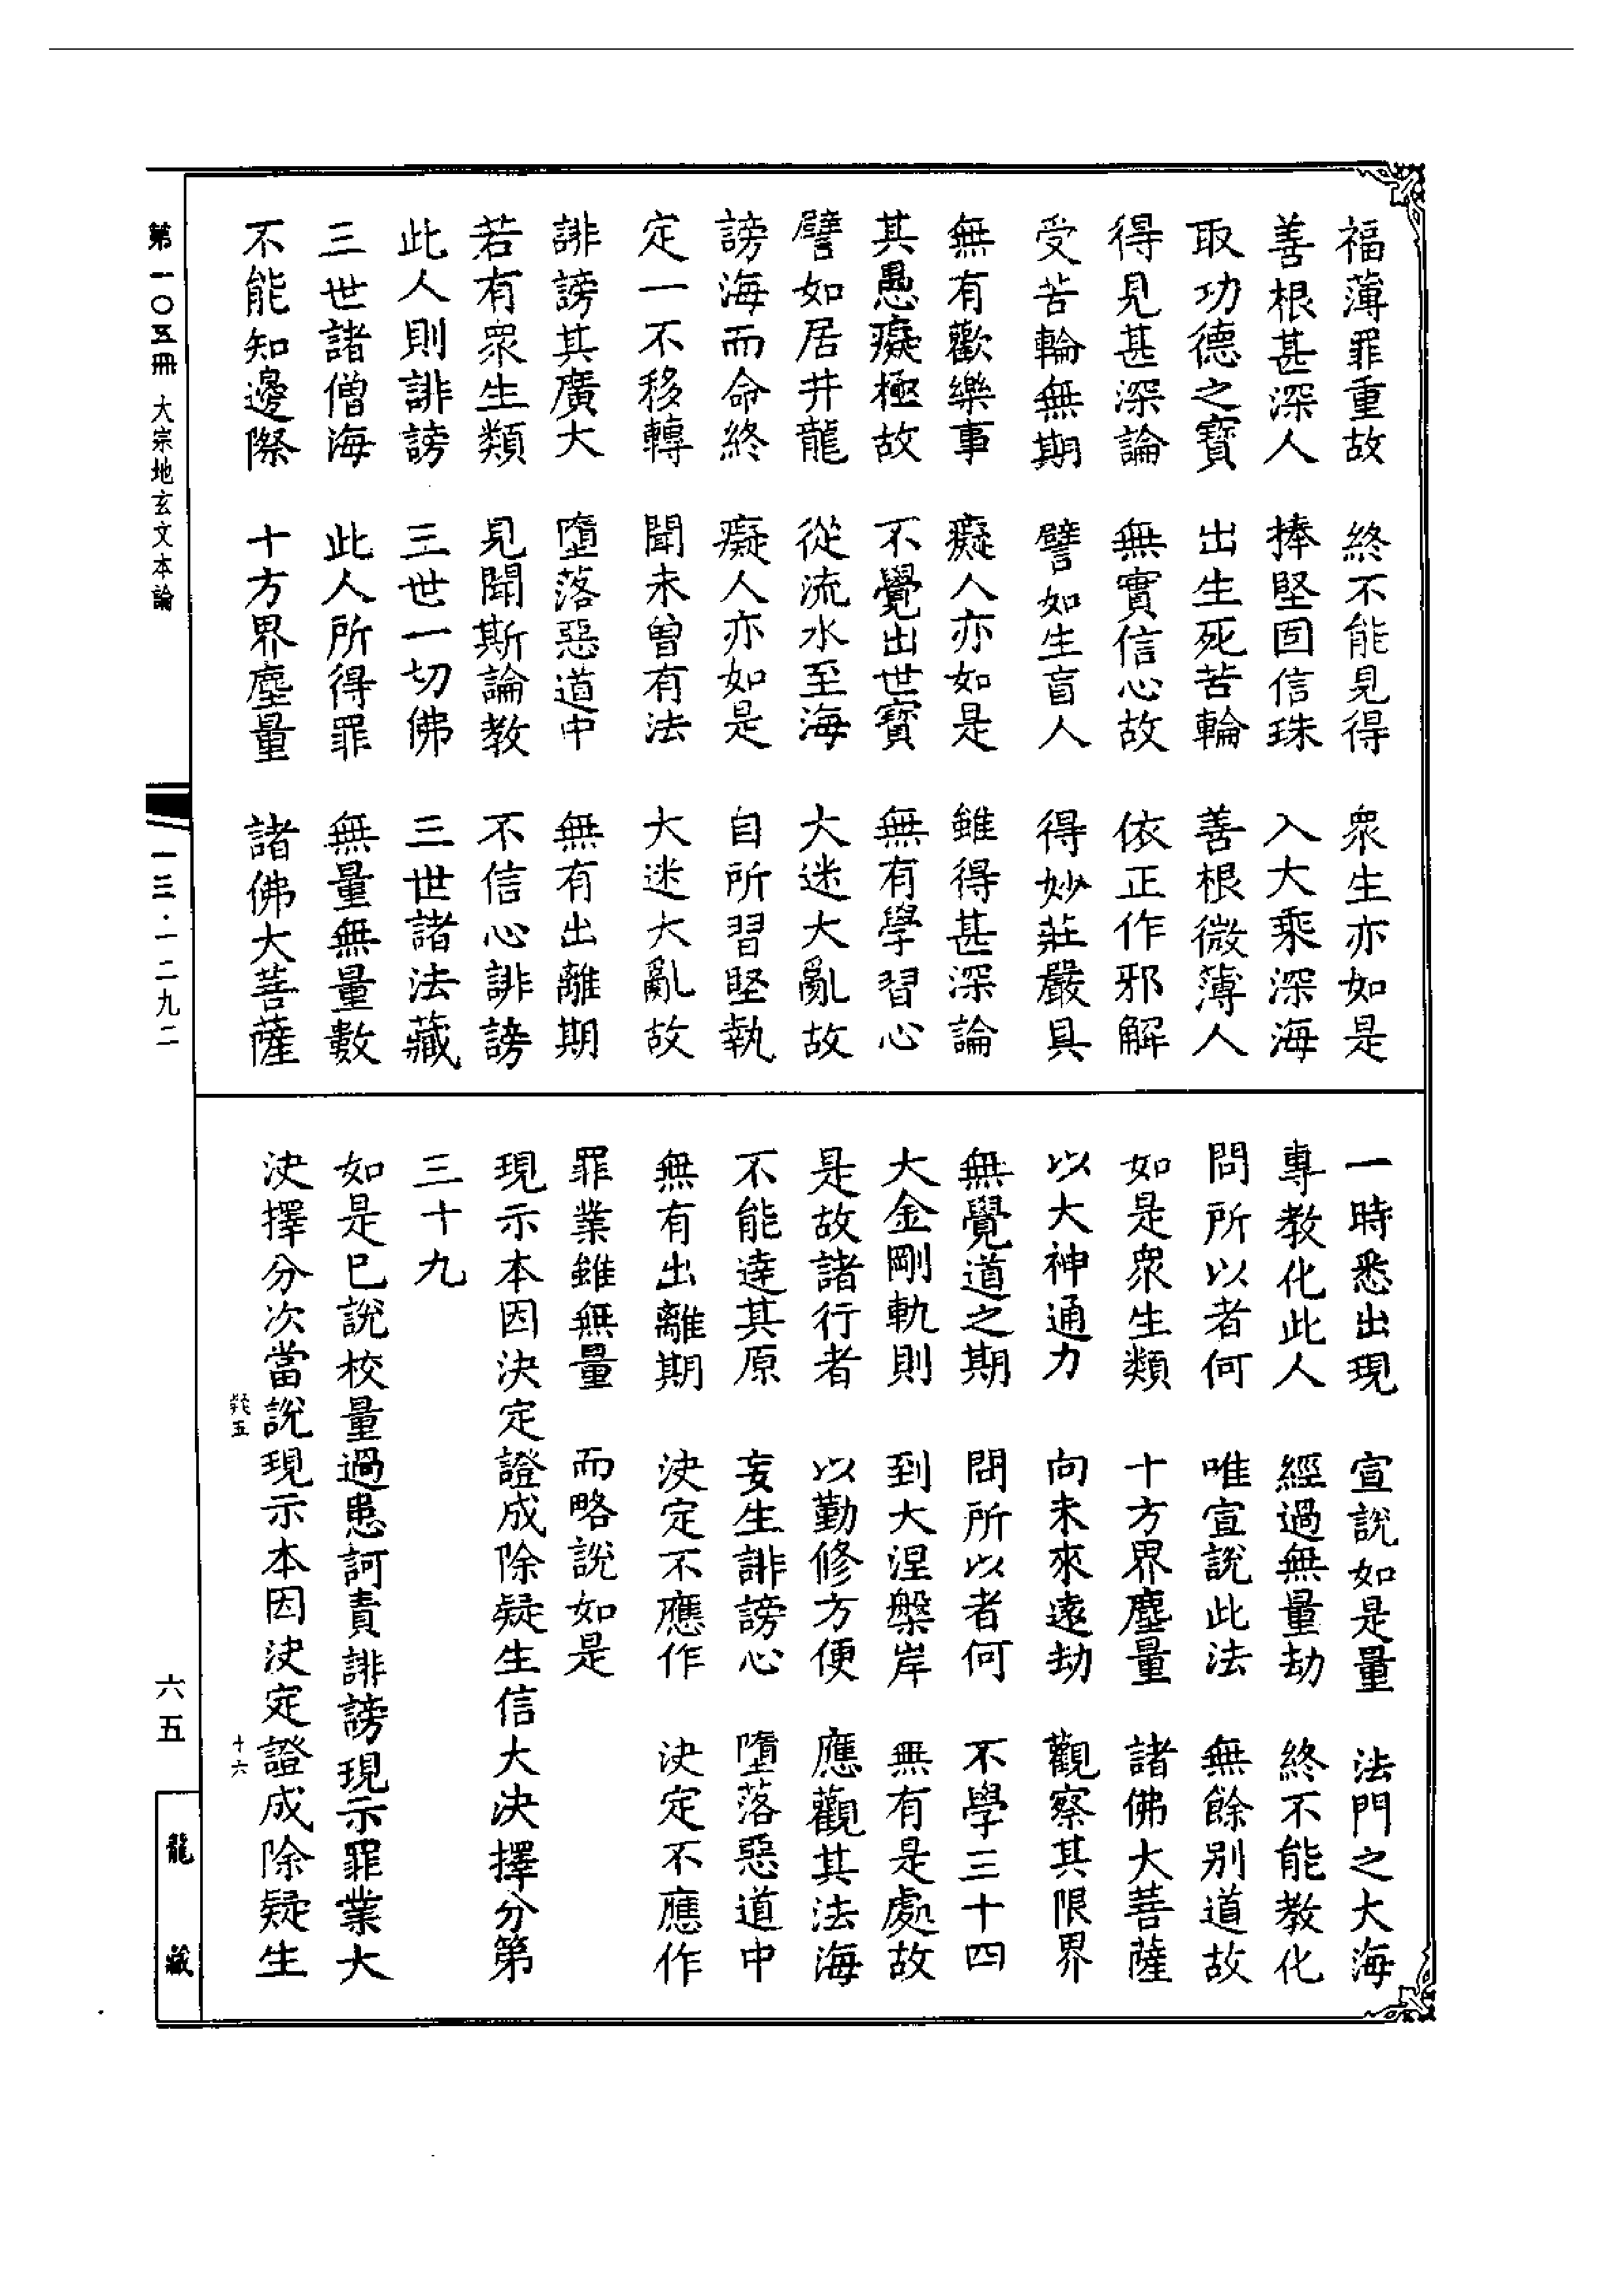 福薄罪重故　終不能見得　衆生亦如是
善根甚深人　捧堅固信珠　入大乘深海
取功德之寶　出生死苦輪　善根微薄人
得見甚深論　無實信心故　依正作邪解
受苦輪無期　譬如生盲人　得妙莊嚴具
無有歡樂事　癡人亦如是　雖得甚深論
其愚癡極故　不覺出世寶　無有學習心
譬如居井龍　從流水至海　大迷大亂故
謗海而命終　癡人亦如是　自所習堅執
定一不移轉　聞未曾有法　大迷大亂故
誹謗其廣大　墮落惡道中　無有出離期
若有衆生類　見聞斯論教　不信心誹謗
此人則誹謗　三世一切佛　三世諸法藏
三世諸僧海　此人所得罪　無量無量數
不能知邊際　十方界塵量　諸佛大菩薩
一時悉出現　宣說如是量　法門之大海
專教化此人　經過無量劫　終不能教化
問所以者何　唯宣說此法　無餘別道故
如是衆生類　十方界塵量　諸佛大菩薩
以大神通力　向未來遠劫　觀察其限界
無覺道之期　問所以者何　不學三十四
大金剛軌則　到大涅槃岸　無有是處故
是故諸行者　以勤修方便　應觀其法海
不能達其原　妄生誹謗心　墮落惡道中
無有出離期　決定不應作　決定不應作
罪業雖無量　而略說如是
現示本因決定證成除疑生信大決擇分第
三十九
如是已說校量過患訶責誹謗現示罪業大
決擇分次當說現示本因決定證成除疑生
疑五
十六
第一〇五冊 大宗地玄文本論
一三·一二九二
六五
龍藏